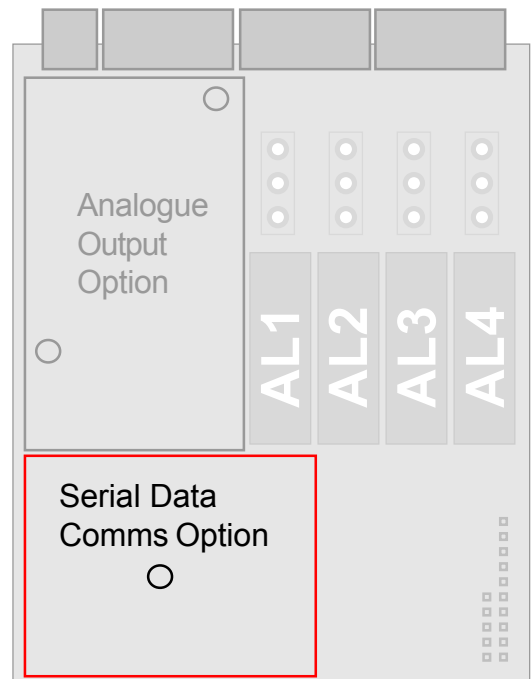 Analogue
Output
Option
AL1
AL2
AL3
AL4
Serial Data
Comms Option